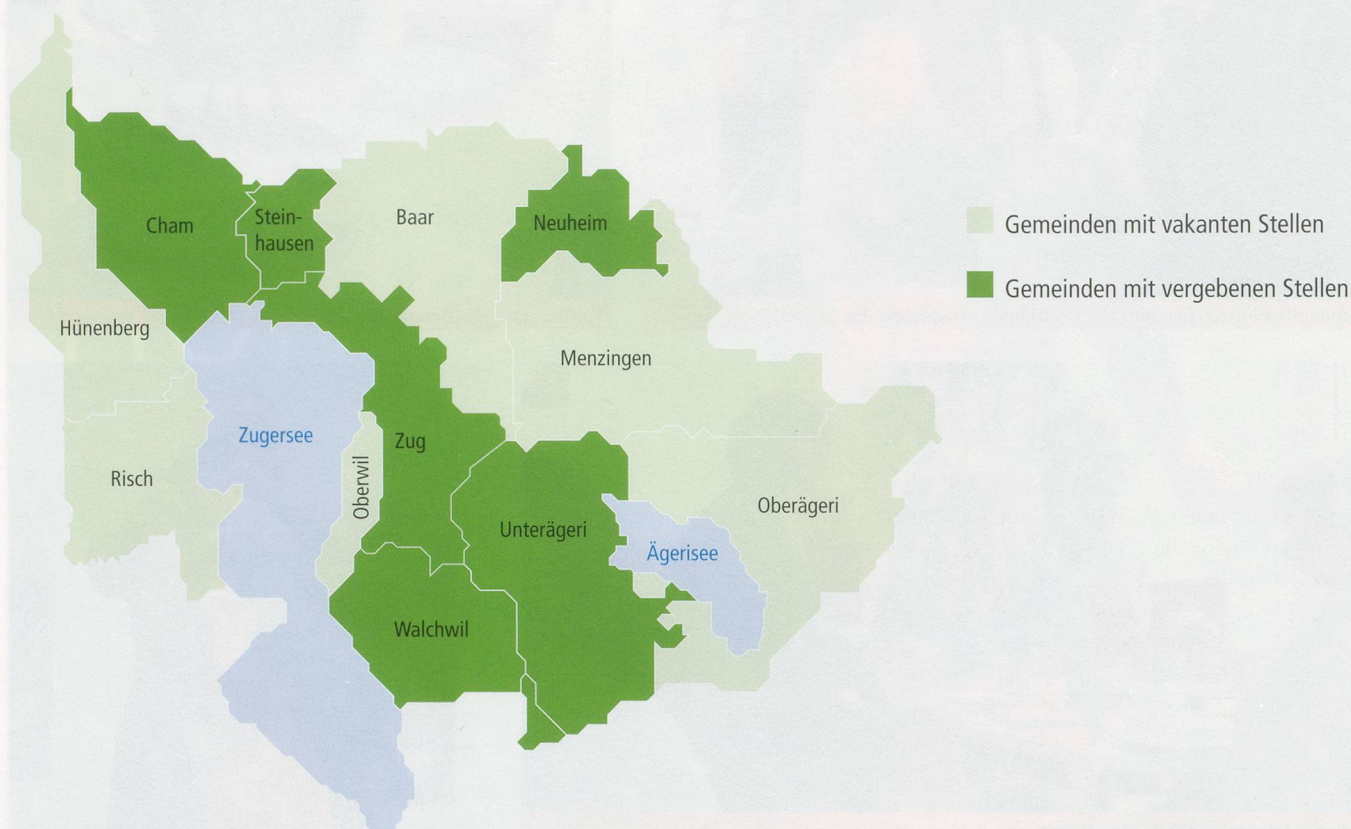 Cham
Stein-
hausen
Baar
Neuheim
Gemeinden mit vakanten Stellen
Gemeinden mit vergebenen Stellen
Hünenberg
Menzingen
Zugersee
Zug
Oberwil
Risch
Oberägeri
Unterägeri
Ägerisee
Walchwil